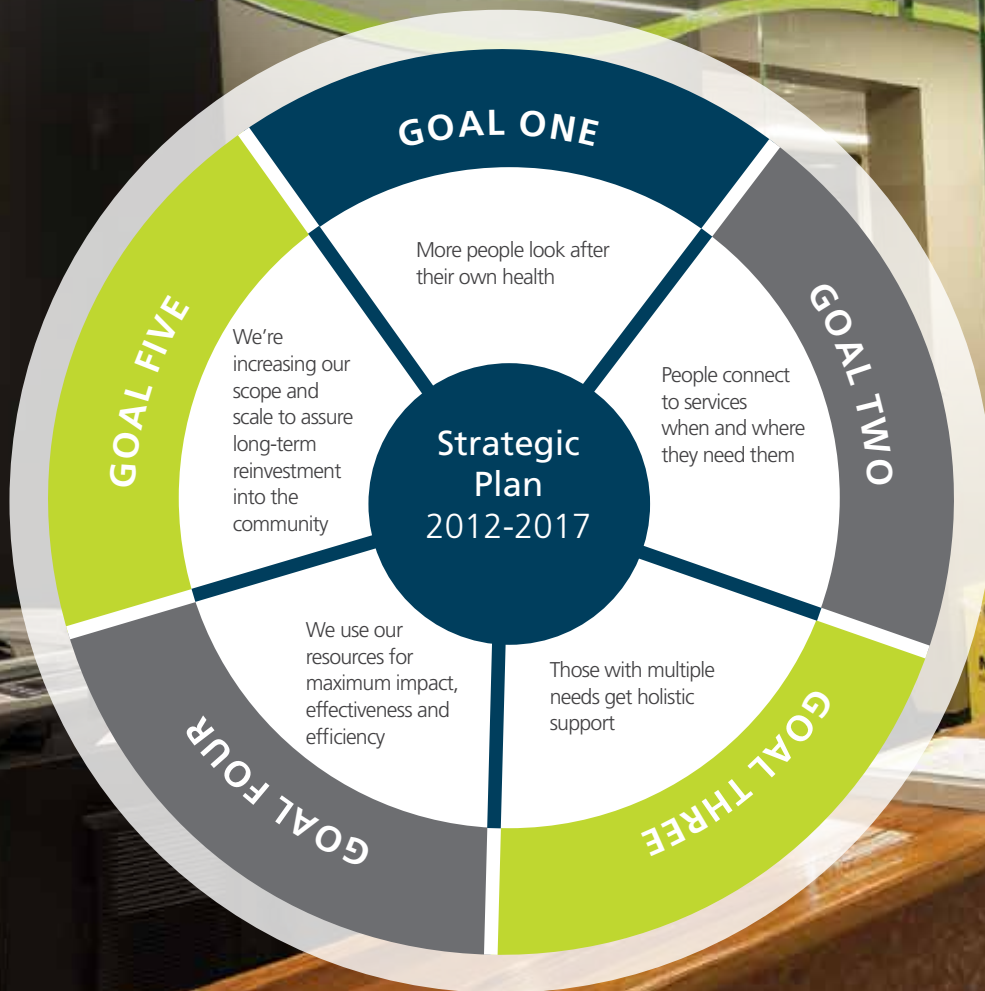 GOAL ONE
More people look after
their own health
GOAL TWO
People connect
to services
when and where
they need them
GOAL THREE
Those with multiple
needs get holistic
support
GOAL FOUR
We use our
resources for
maximum impact,
effectiveness and
efficiency
GOAL FIVE
We're
increasing our
scope and
scale to assure
long-term
reinvestment
into the
community
Strategic
Plan
2012-2017